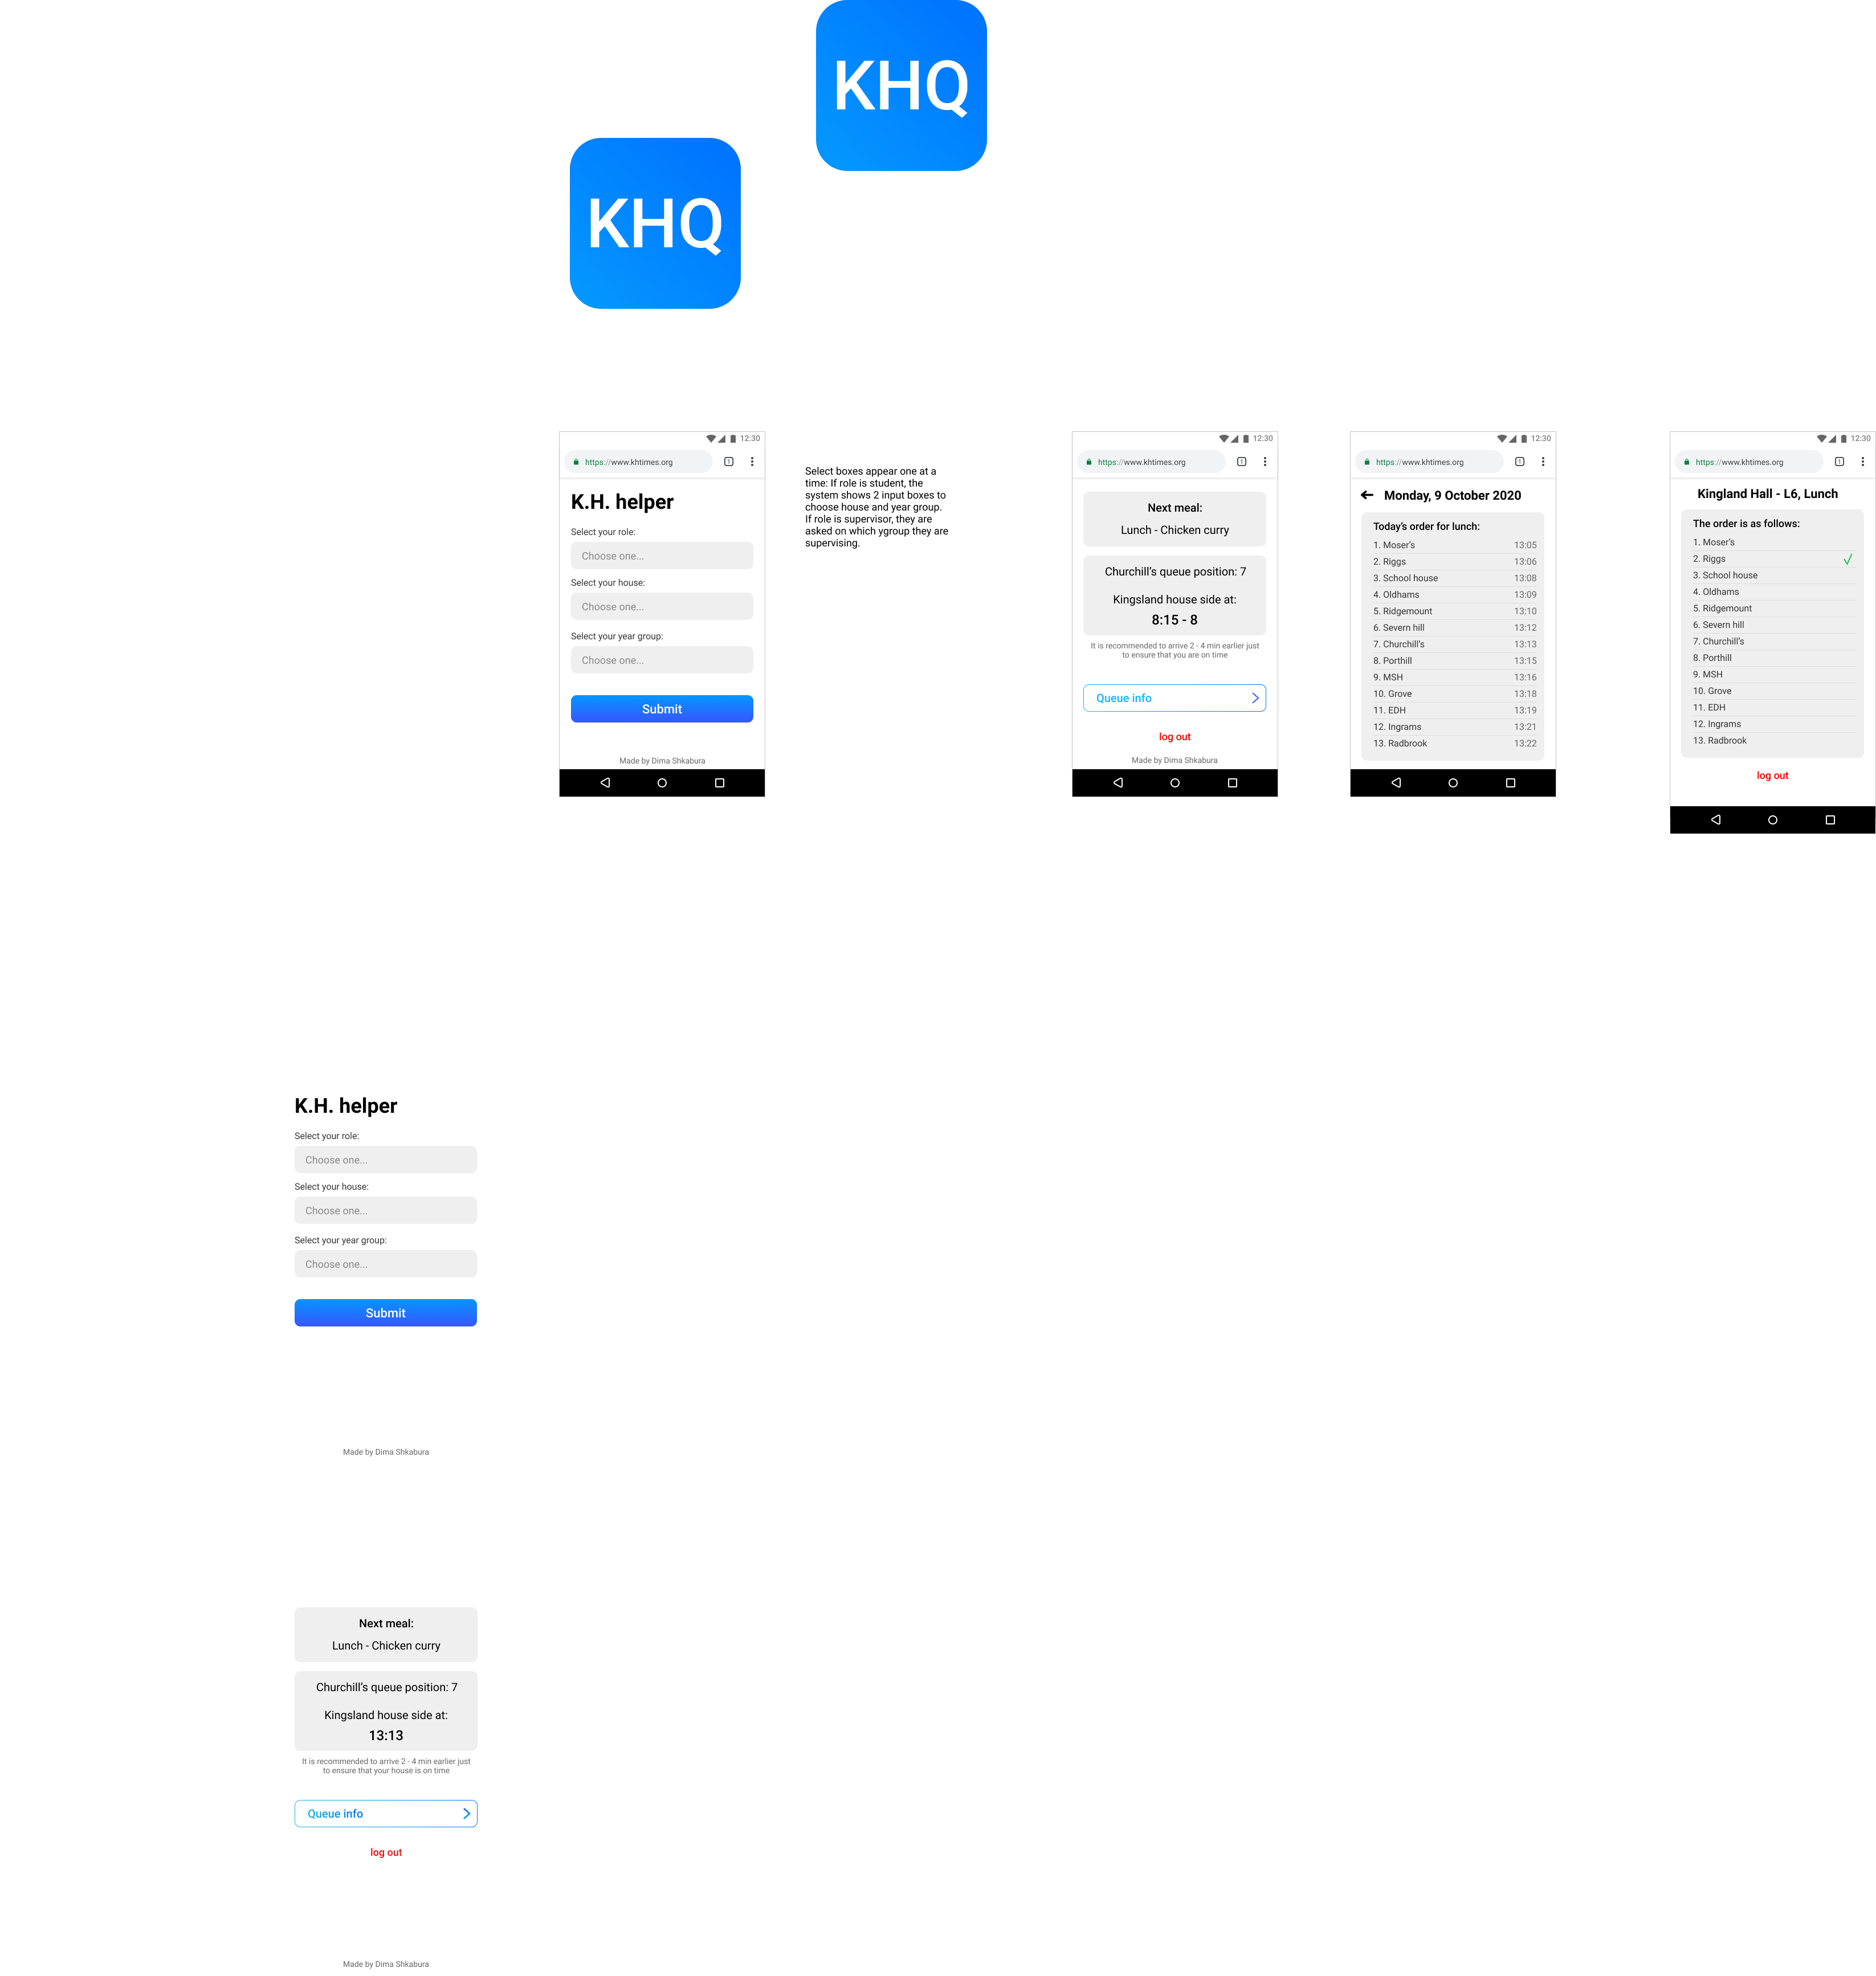 KHQ
KHQ
12:30
https://www.khtimes.org
1
K.H. helper
Select your role:
Choose one...
Select your house:
Choose one...
Select your year group:
Choose one...
Submit
Made by Dima Shkabura
Select boxes appear one at a
time: If role is student, the
system shows 2 input boxes to
choose house and year group.
If role is supervisor, they are
asked on which ygroup they are
supervising.
12:30
https://www.khtimes.org
1
Next meal:
Lunch - Chicken curry
Churchill's queue position: 7
Kingsland house side at:
8:15 - 8
It is recommended to arrive 2 - 4 min earlier just
to ensure that you are on time
Queue info
log out
Made by Dima Shkabura
12:30
https://www.khtimes.org
1
Monday, 9 October 2020
Today's order for lunch:
1. Moser's 13:05
2. Riggs 13:06
3. School house 13:08
4. Oldhams 13:09
5. Ridgemount 13:10
6. Severn hill 13:12
7. Churchill's 13:13
8. Porthill 13:15
9. MSH 13:16
10. Grove 13:18
11. EDH 13:19
12. Ingrams 13:21
13. Radbrook 13:22
12:30
https://www.khtimes.org
1
Kingland Hall - L6, Lunch
The order is as follows:
1. Moser's
2. Riggs
3. School house
4. Oldhams
5. Ridgemount
6. Severn hill
7. Churchill's
8. Porthill
9. MSH
10. Grove
11. EDH
12. Ingrams
13. Radbrook
log out
K.H. helper
Select your role:
Choose one...
Select your house:
Choose one...
Select your year group:
Choose one...
Submit
Made by Dima Shkabura
Next meal:
Lunch - Chicken curry
Churchill's queue position: 7
Kingsland house side at:
13:13
It is recommended to arrive 2 - 4 min earlier just
to ensure that your house is on time
Queue info
log out
Made by Dima Shkabura